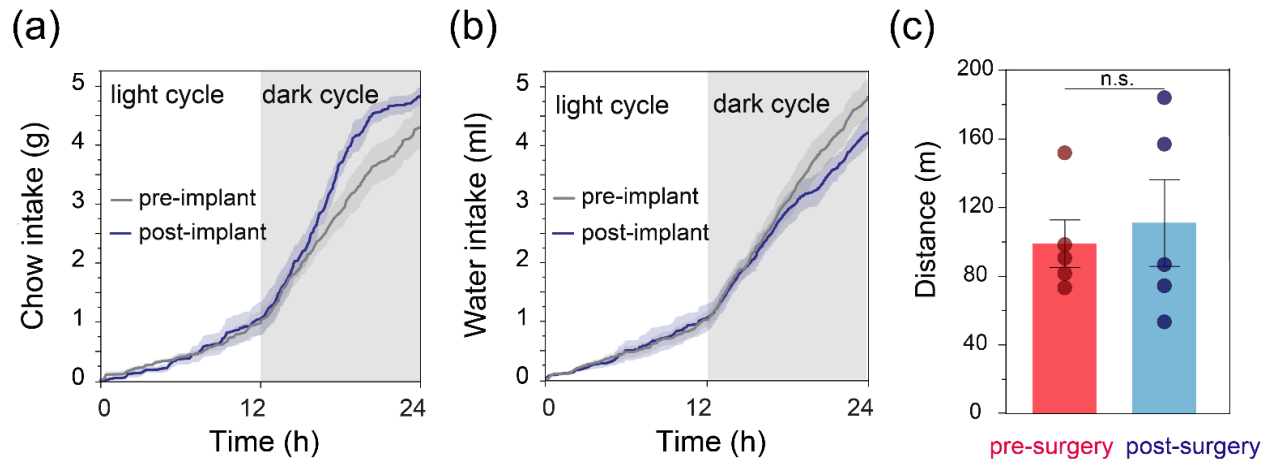 (a)
Chow intake (g)
5
4
3
2
1
0
light cycle
dark cycle
pre-implant
post-implant
0
12
24
Time (h)
(b)
Water intake (ml)
5
4
3
2
1
0
light cycle
dark cycle
pre-implant
post-implant
0
12
24
Time (h)
(c)
Distance (m)
200
160
120
80
40
0
n.s.
pre-surgery
post-surgery